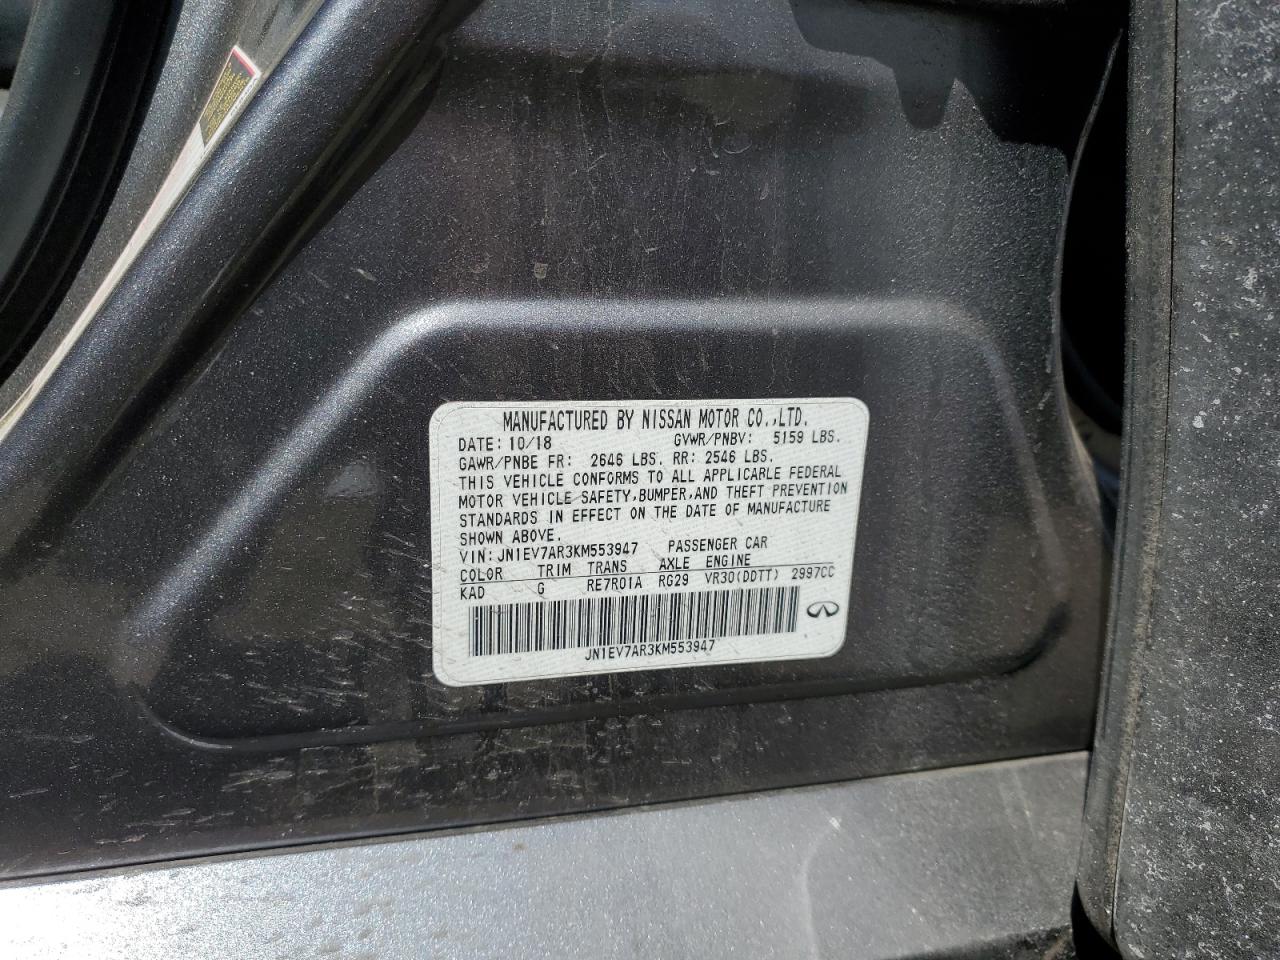 MANUFACTURED BY NISSAN MOTOR CO.,LTD.
DATE: 10/18 GVWR/PNBV: 5159 LBS.
GAWR/PNBE FR: 2646 LBS. RR: 2546 LBS.
THIS VEHICLE CONFORMS TO ALL APPLICABLE FEDERAL
MOTOR VEHICLE SAFETY,BUMPER,AND THEFT PREVENTION
STANDARDS IN EFFECT ON THE DATE OF MANUFACTURE
SHOWN ABOVE.
VIN: JN1EV7AR3KM553947 PASSENGER CAR
COLOR TRIM TRANS AXLE ENGINE
KAD G RE7R01A RG29 VR30(DDTT) 2997CC
JN1EV7AR3KM553947